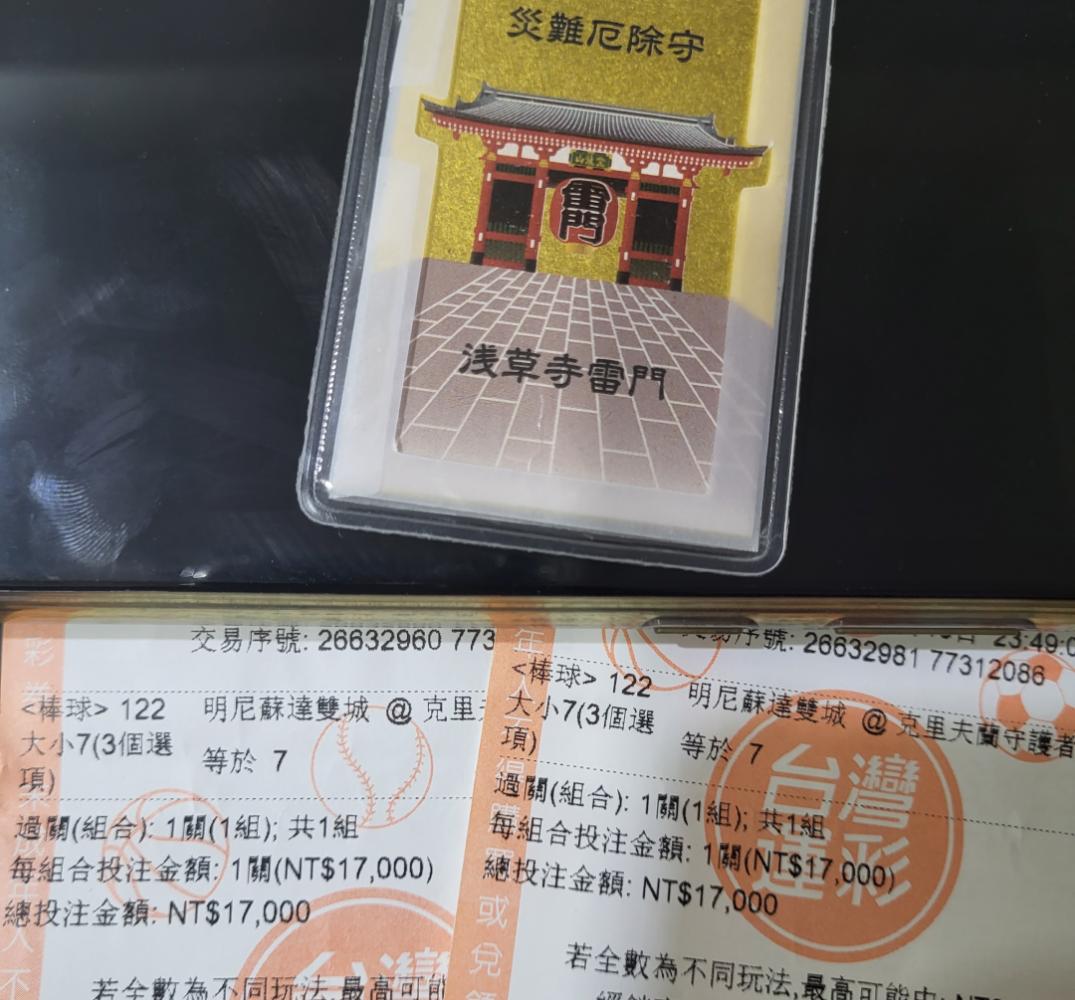 災難厄除守
金龍山
雷門
浅草寺雷門
交易序號: 26632960 773
<棒球> 122 明尼蘇達雙城 @ 克里
大小7(3個選
項)
等於 7
過關(組合): 1關(1組); 共1組
每組合投注金額: 1關(NT$17,000)
總投注金額: NT$17,000
若全數為不同玩法,最高可能
23:49:0
交易序號: 26632981 77312086
<棒球> 122 明尼蘇達雙城 @ 克里夫蘭守護者
大小7(3個選
項)
等於 7
過關(組合): 1關(1組); 共1組
每組合投注金額: 1關(NT$17,000)
總投注金額: NT$17,000
若全數為不同玩法,最高可能中
台灣
運彩